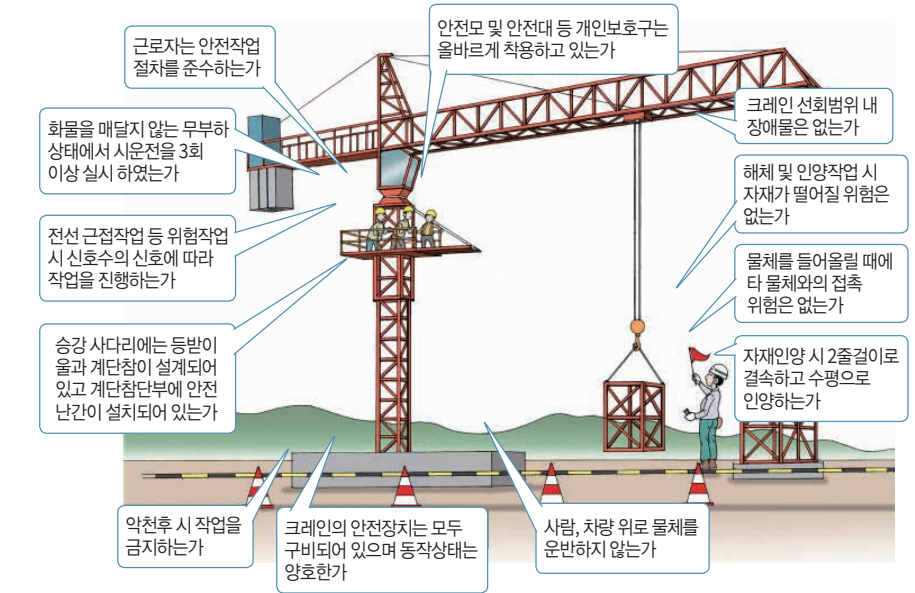 근로자는 안전작업
절차를 준수하는가
안전모 및 안전대 등 개인보호구는
올바르게 착용하고 있는가
화물을 매달지 않는 무부하
상태에서 시운전을 3회
이상 실시 하였는가
크레인 선회범위 내
장애물은 없는가
해체 및 인양작업 시
자재가 떨어질 위험은
없는가
전선 근접작업 등 위험작업
시 신호수의 신호에 따라
작업을 진행하는가
물체를 들어올릴 때에
타 물체와의 접촉
위험은 없는가
승강 사다리에는 등받이
울과 계단참이 설계되어
있고 계단참단부에 안전
난간이 설치되어 있는가
자재인양 시 2줄걸이로
결속하고 수평으로
인양하는가
악천후 시 작업을
금지하는가
크레인의 안전장치는 모두
구비되어 있으며 동작상태는
양호한가
사람, 차량 위로 물체를
운반하지 않는가